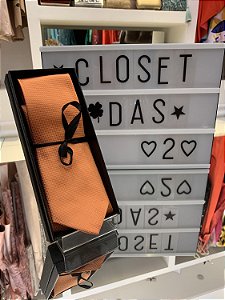 CLOSET
♣ DAS ★
♡ S 2 ♡